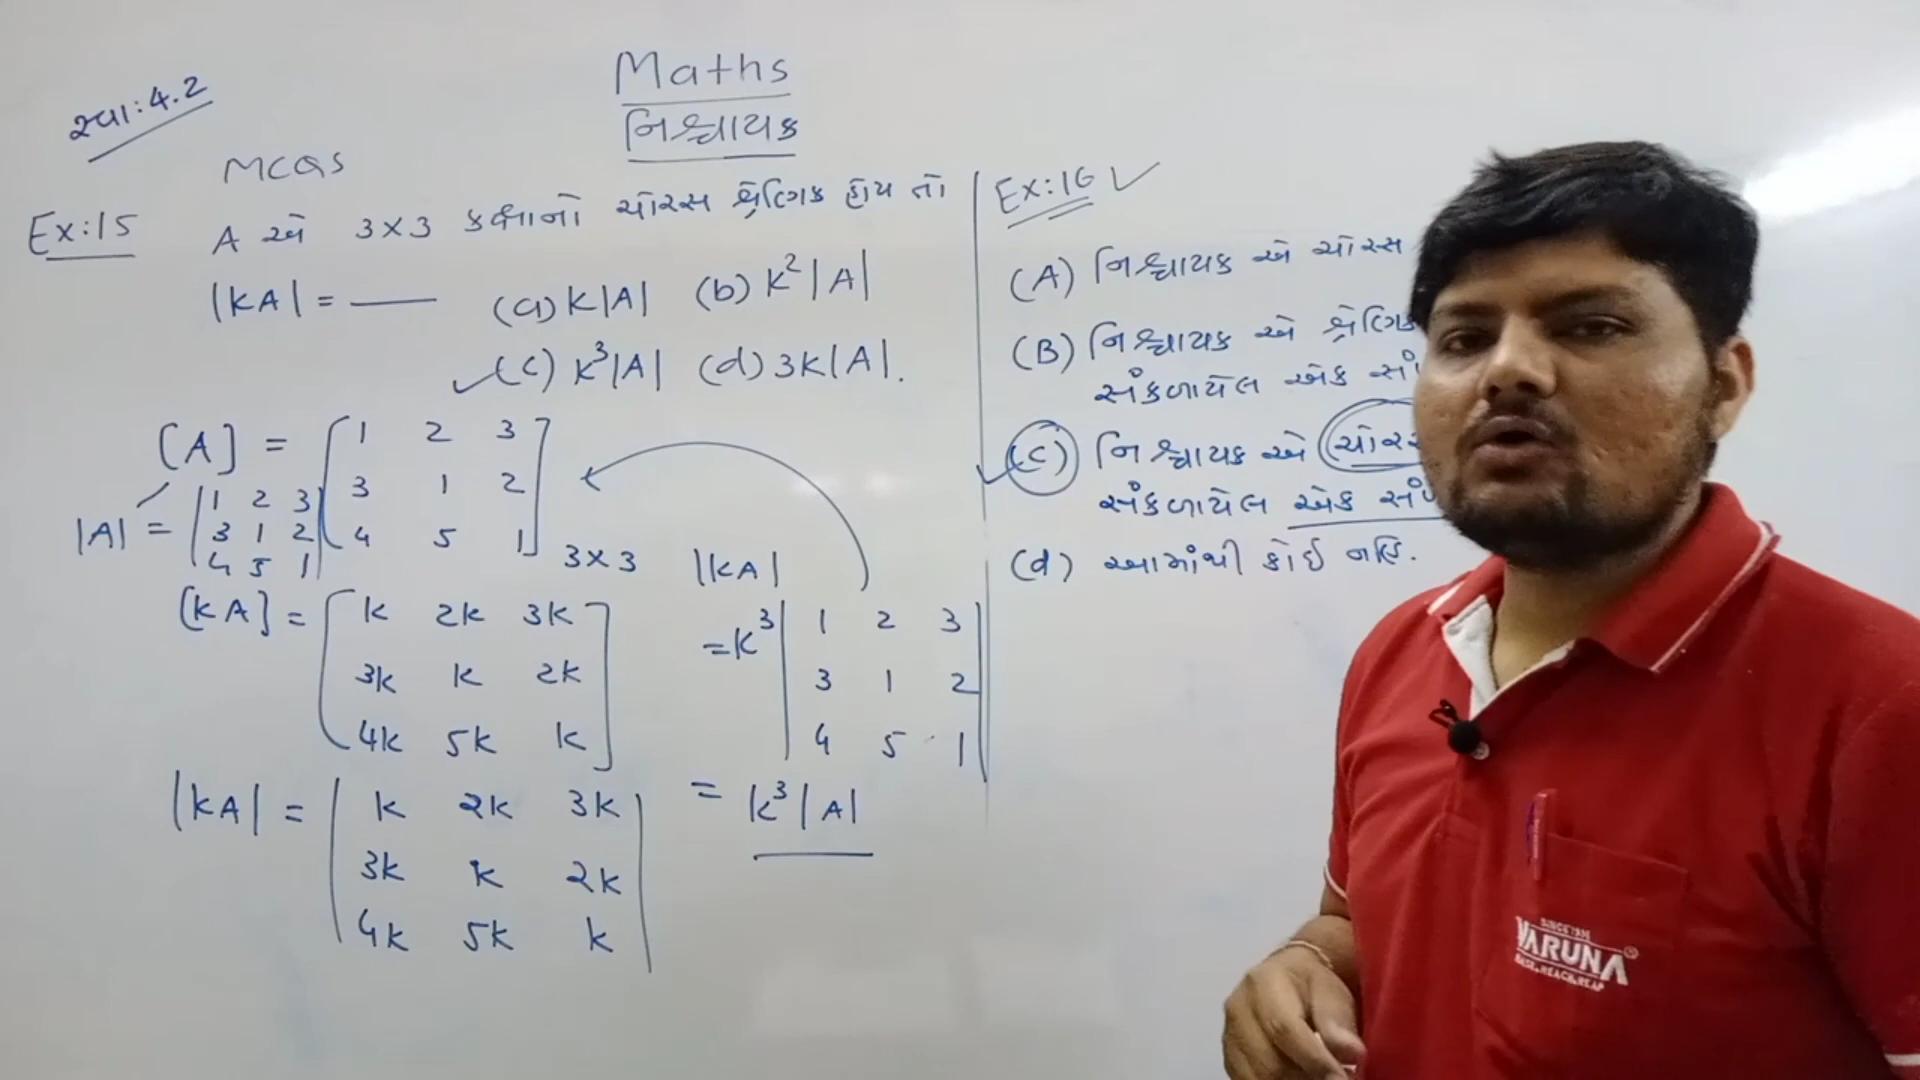 સ્વા:4.2
Maths
નિશ્ચાયક
MCQS
Ex:15 A એ 3×3 કક્ષાનો ચોરસ શ્રેણિક હોય તો
|KA| = ___ (a) K|A| (b) K²|A|
(c) K³|A| (d) 3K|A|.
[A] = [1 2 3
3 1 2
4 5 1] 3×3
|A| = |1 2 3
3 1 2
4 5 1|
[KA] = [k 2k 3k
3k k 2k
4k 5k k]
|KA| = |k 2k 3k
3k k 2k
4k 5k k|
|KA|
= K³ |1 2 3
3 1 2
4 5 1|
= k³|A|
Ex:16
(A) નિશ્ચાયક એ ચોરસ
(B) નિશ્ચાયક એ શ્રેણિક
સંકળાયેલ એક
(C) નિશ્ચાયક એ ચોરસ
સંકળાયેલ એક
(d) આમાંથી કોઈ નહિ.
VARUNA